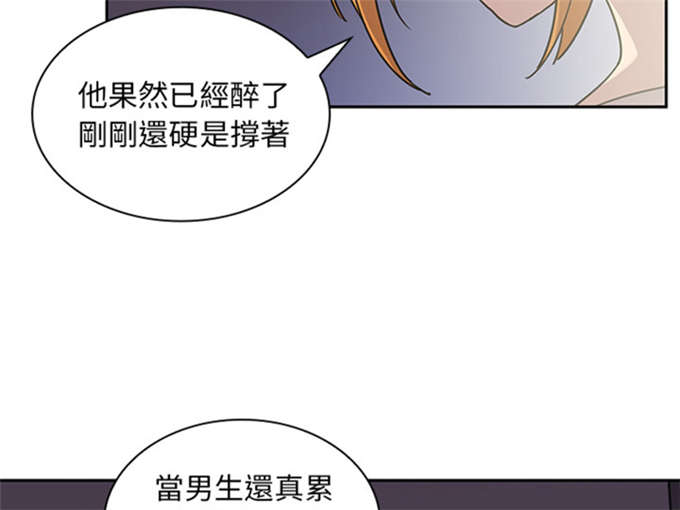 他果然已經醉了
剛剛還硬是撐著
當男生還真累